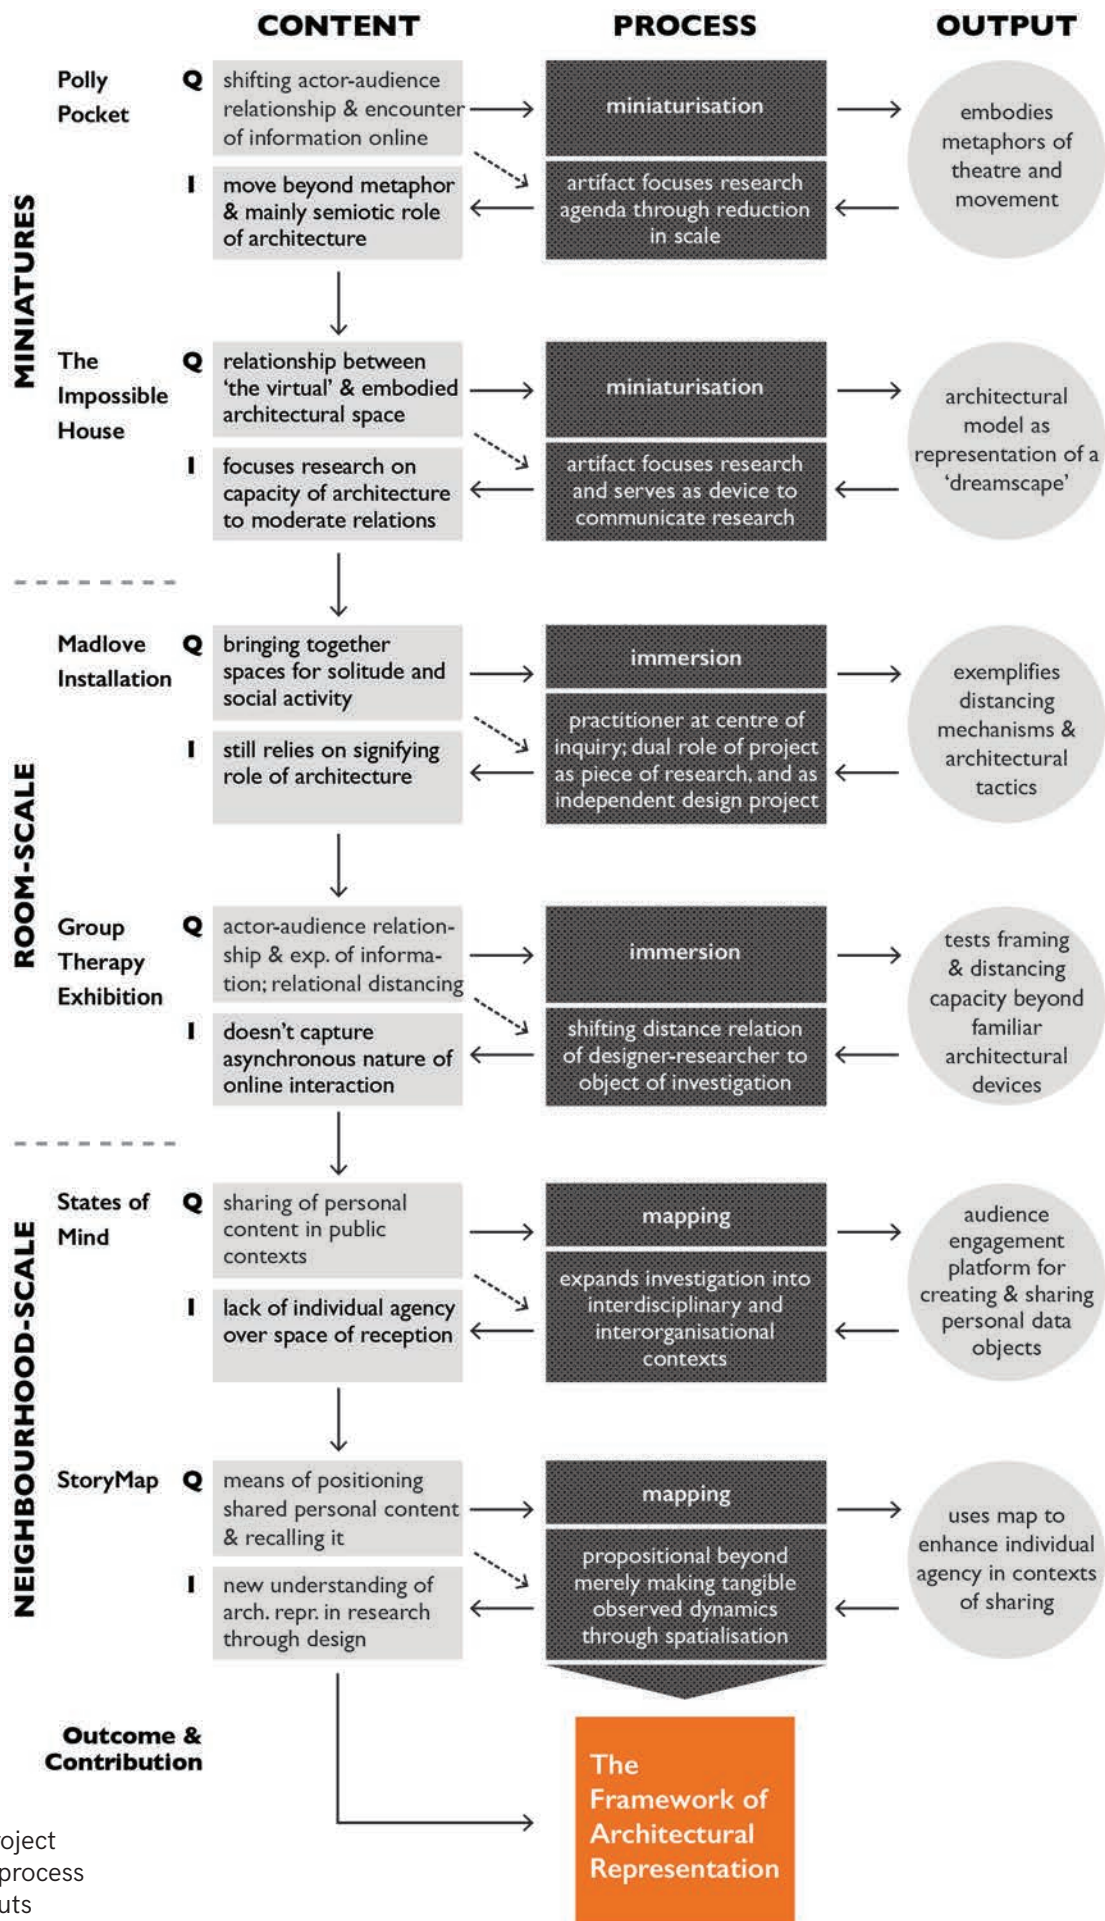 CONTENT
PROCESS
OUTPUT
MINIATURES
Polly
Pocket
Q
shifting actor-audience
relationship & encounter
of information online
miniaturisation
embodies
metaphors of
theatre and
movement
I
move beyond metaphor
& mainly semiotic role
of architecture
artifact focuses research
agenda through reduction
in scale
The
Impossible
House
Q
relationship between
‘the virtual’ & embodied
architectural space
miniaturisation
architectural
model as
representation of a
‘dreamscape’
I
focuses research on
capacity of architecture
to moderate relations
artifact focuses research
and serves as device to
communicate research
ROOM-SCALE
Madlove
Installation
Q
bringing together
spaces for solitude and
social activity
immersion
exemplifies
distancing
mechanisms &
architectural
tactics
I
still relies on signifying
role of architecture
practitioner at centre of
inquiry; dual role of project
as piece of research, and as
independent design project
Group
Therapy
Exhibition
Q
actor-audience relation-
ship & exp. of informa-
tion; relational distancing
immersion
tests framing
& distancing
capacity beyond
familiar
architectural
devices
I
doesn’t capture
asynchronous nature of
online interaction
shifting distance relation
of designer-researcher to
object of investigation
NEIGHBOURHOOD-SCALE
States of
Mind
Q
sharing of personal
content in public
contexts
mapping
audience
engagement
platform for
creating & sharing
personal data
objects
I
lack of individual agency
over space of reception
expands investigation into
interdisciplinary and
interorganisational
contexts
StoryMap
Q
means of positioning
shared personal content
& recalling it
mapping
uses map to
enhance individual
agency in contexts
of sharing
I
new understanding of
arch. repr. in research
through design
propositional beyond
merely making tangible
observed dynamics
through spatialisation
Outcome &
Contribution
The
Framework of
Architectural
Representation
process